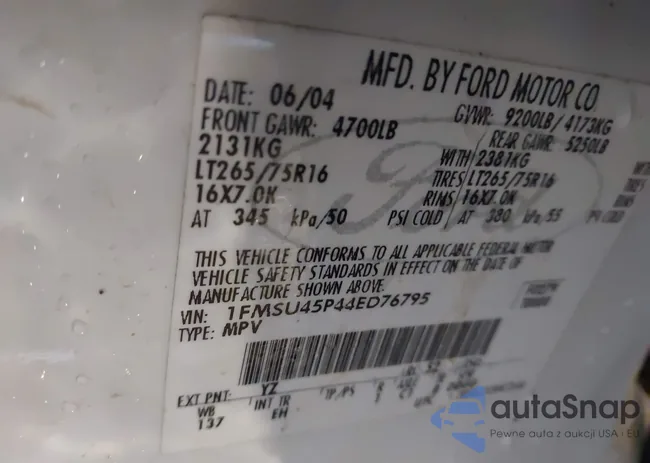 MFD. BY FORD MOTOR CO
DATE: 06/04 GVWR: 9200LB/4173KG
FRONT GAWR: 4700LB REAR GAWR: 5250LB
2131KG WITH 2381KG
LT265/75R16 TIRES LT265/75R16
16X7.0K RIMS 16X7.0K
AT 345 kPa/50 PSI COLD AT 380 kPa/55 PSI COLD
THIS VEHICLE CONFORMS TO ALL APPLICABLE FEDERAL MOTOR
VEHICLE SAFETY STANDARDS IN EFFECT ON THE DATE OF
MANUFACTURE SHOWN ABOVE.
VIN: 1FMSU45P44ED76795
TYPE: MPV
EXT PNT: YZ
WB INT TR TP/PS R
137 EH
Ford
autaSnap
Pewne auta z aukcji USA i EU